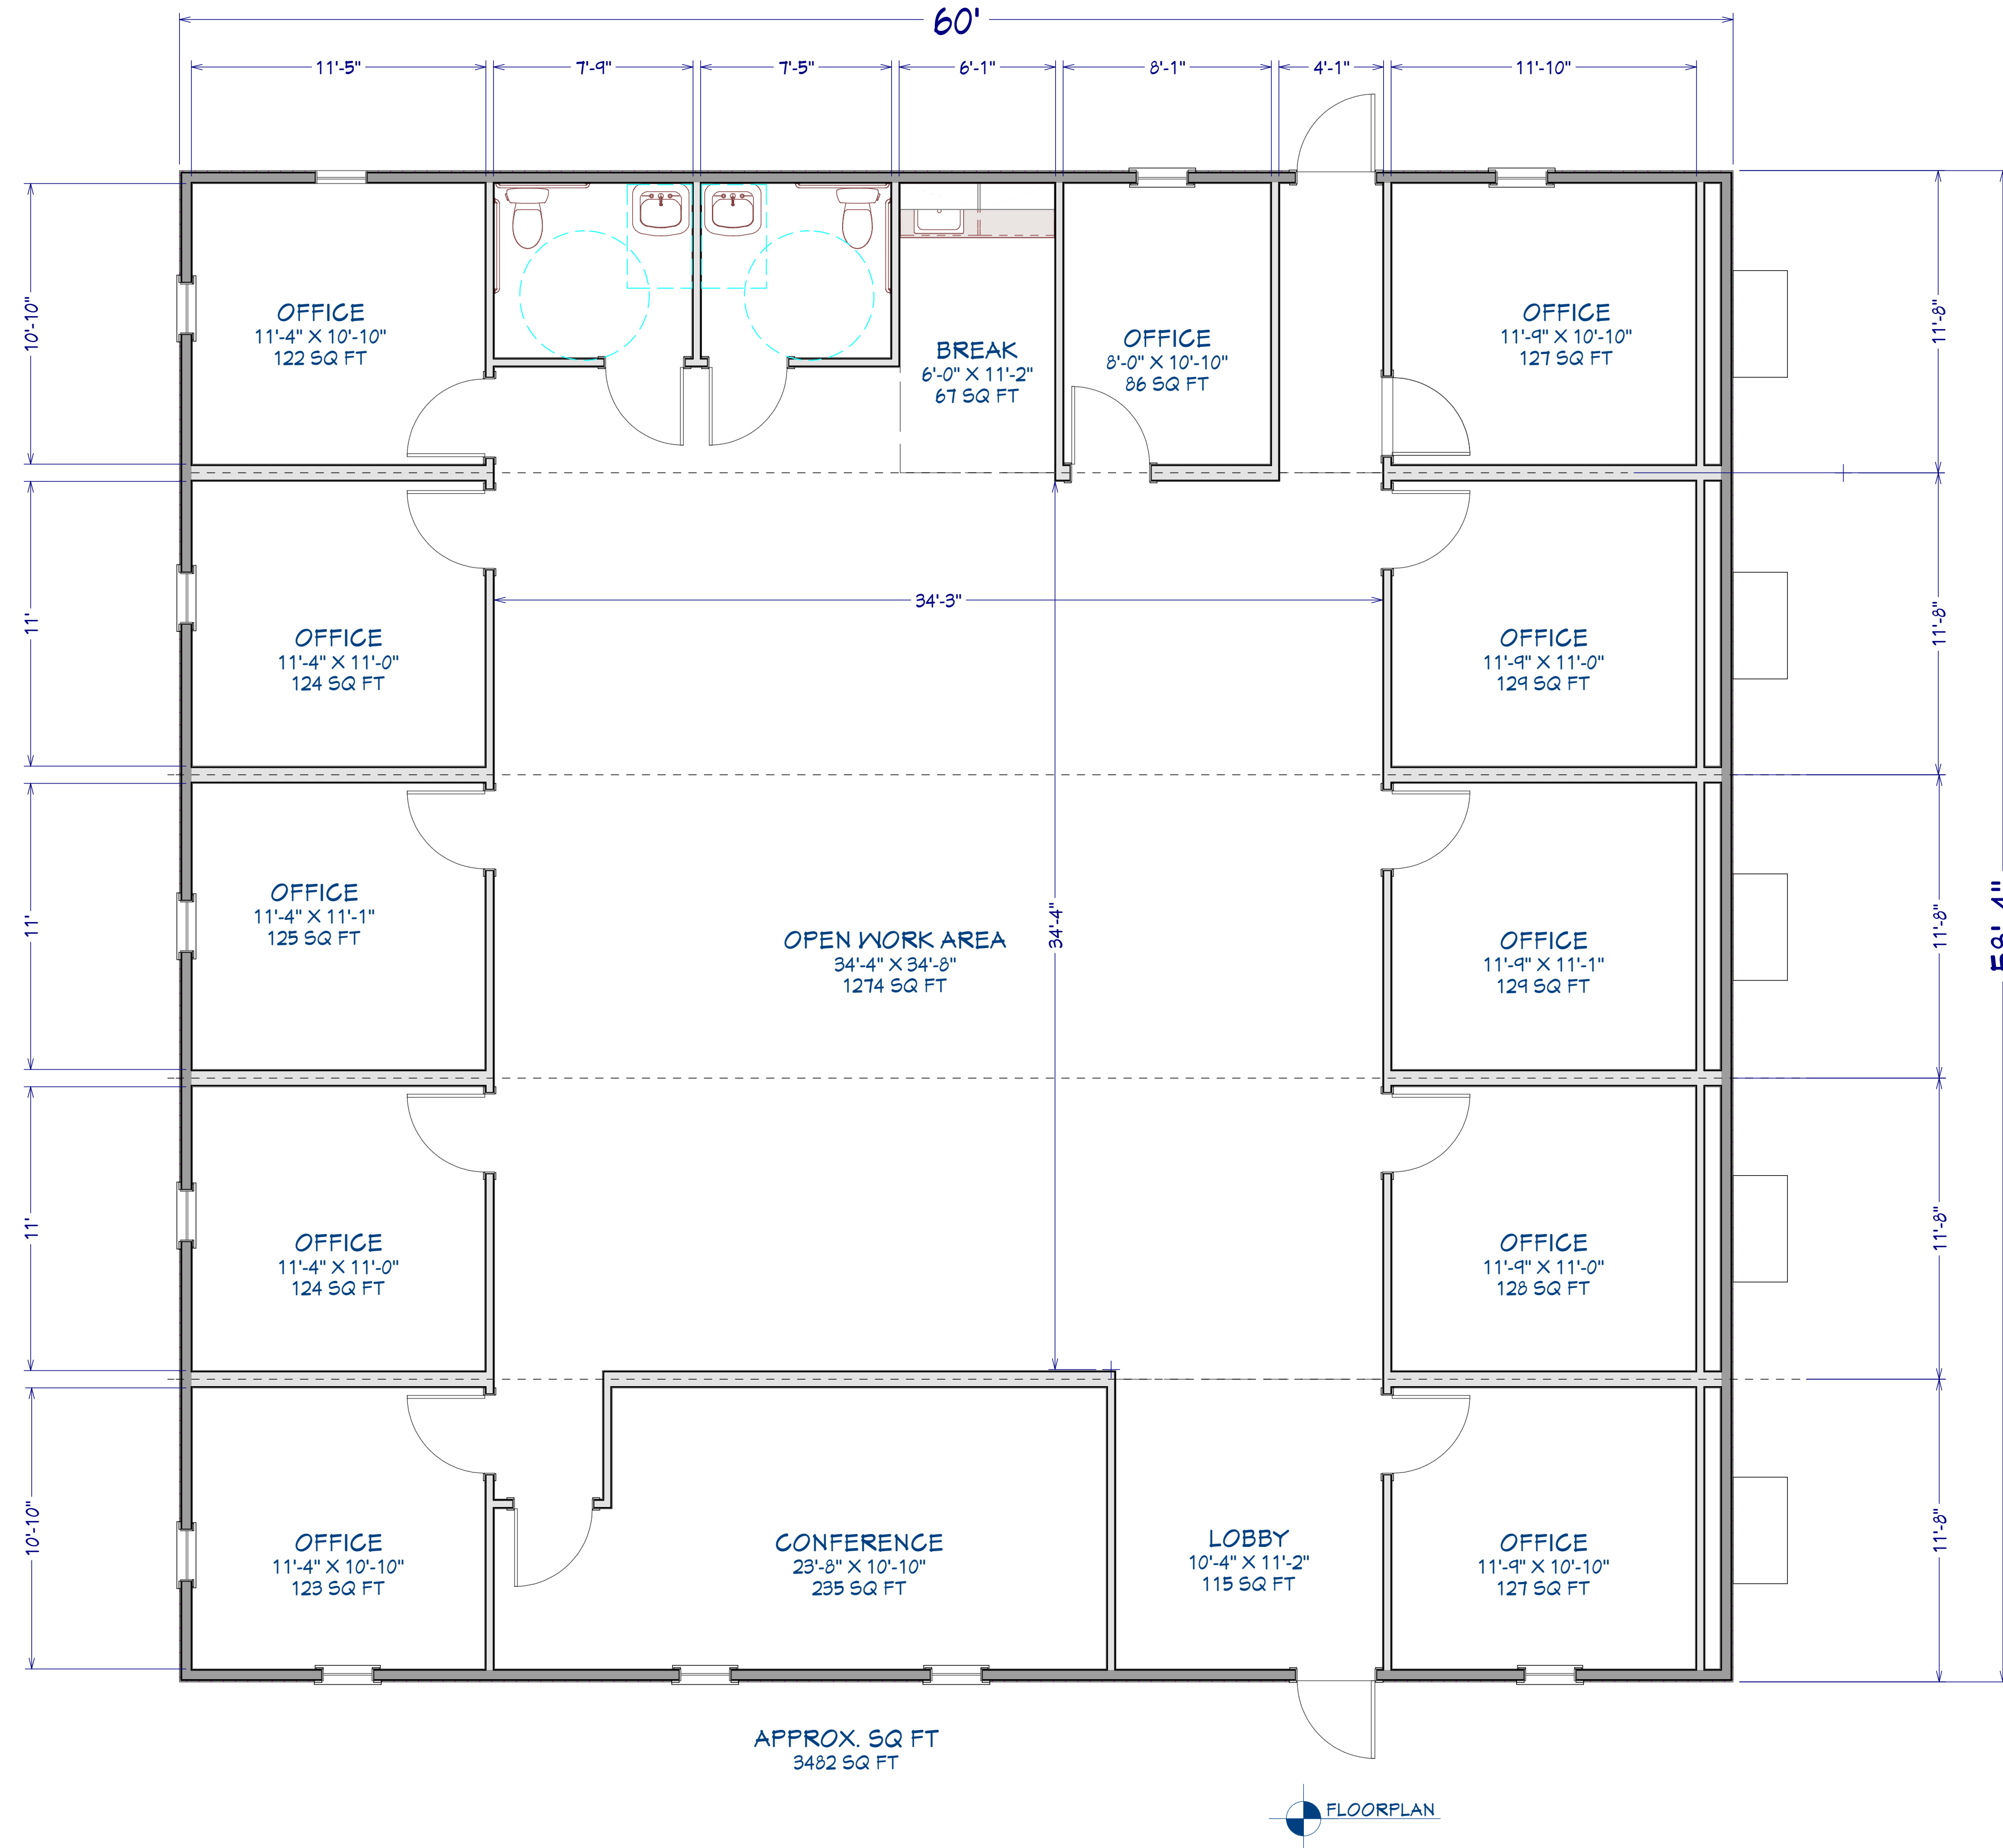 60'
11'-5" 7'-9" 7'-5" 6'-1" 8'-1" 4'-1" 11'-10"
OFFICE
11'-4" X 10'-10"
122 SQ FT
BREAK
6'-0" X 11'-2"
67 SQ FT
OFFICE
8'-0" X 10'-10"
86 SQ FT
OFFICE
11'-9" X 10'-10"
127 SQ FT
10'-10"
11'-8"
34'-3"
OFFICE
11'-4" X 11'-0"
124 SQ FT
OFFICE
11'-9" X 11'-0"
129 SQ FT
11'
11'-8"
OFFICE
11'-4" X 11'-1"
125 SQ FT
OPEN WORK AREA
34'-4" X 34'-8"
1274 SQ FT
34'-4"
OFFICE
11'-9" X 11'-1"
129 SQ FT
11'
11'-8"
OFFICE
11'-4" X 11'-0"
124 SQ FT
OFFICE
11'-9" X 11'-0"
128 SQ FT
11'
11'-8"
OFFICE
11'-4" X 10'-10"
123 SQ FT
CONFERENCE
23'-8" X 10'-10"
235 SQ FT
LOBBY
10'-4" X 11'-2"
115 SQ FT
OFFICE
11'-9" X 10'-10"
127 SQ FT
10'-10"
11'-8"
APPROX. SQ FT
3482 SQ FT
FLOORPLAN